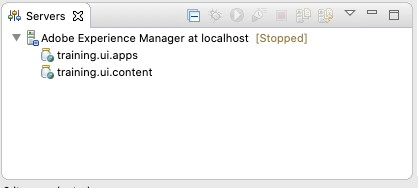 Servers
Adobe Experience Manager at localhost [Stopped]
training.ui.apps
training.ui.content